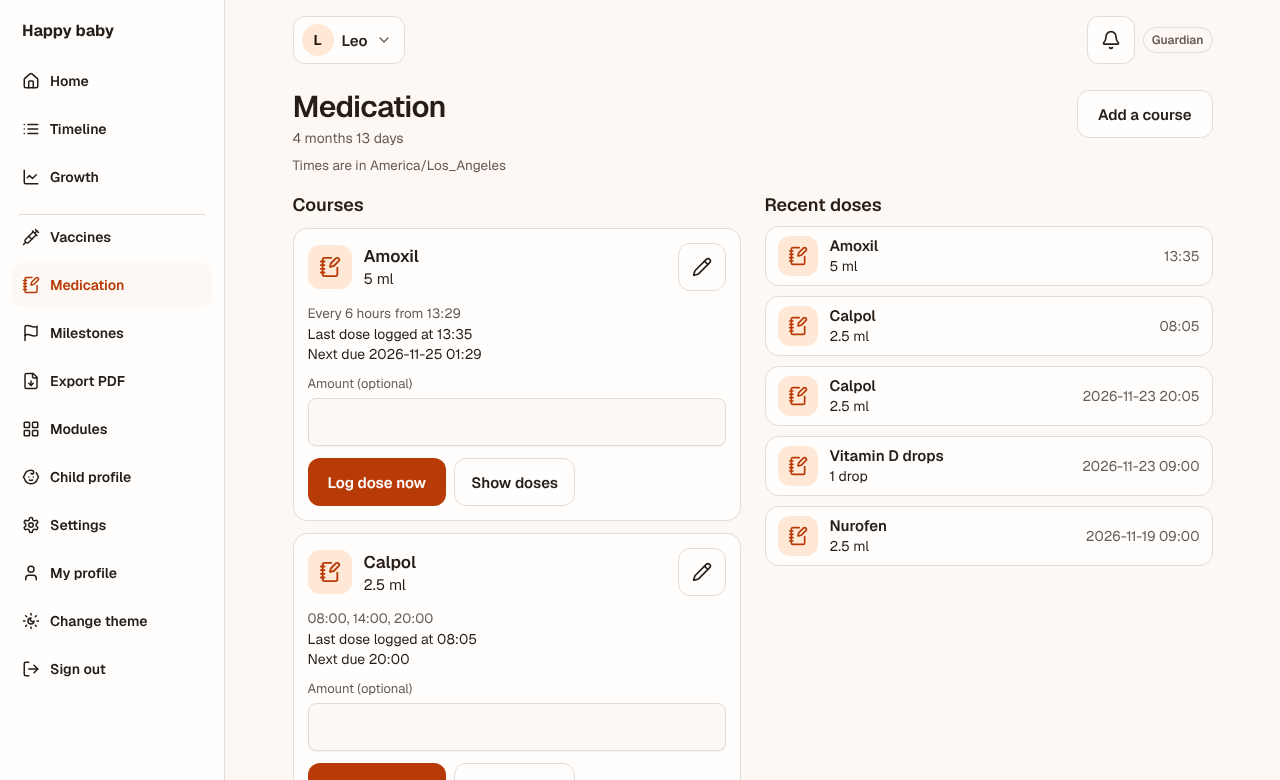 Happy baby
Home
Timeline
Growth
Vaccines
Medication
Milestones
Export PDF
Modules
Child profile
Settings
My profile
Change theme
Sign out
L Leo
Guardian
Medication
4 months 13 days
Times are in America/Los_Angeles
Add a course
Courses
Amoxil
5 ml
Every 6 hours from 13:29
Last dose logged at 13:35
Next due 2026-11-25 01:29
Amount (optional)
Log dose now
Show doses
Calpol
2.5 ml
08:00, 14:00, 20:00
Last dose logged at 08:05
Next due 20:00
Amount (optional)
Recent doses
Amoxil
5 ml
13:35
Calpol
2.5 ml
08:05
Calpol
2.5 ml
2026-11-23 20:05
Vitamin D drops
1 drop
2026-11-23 09:00
Nurofen
2.5 ml
2026-11-19 09:00